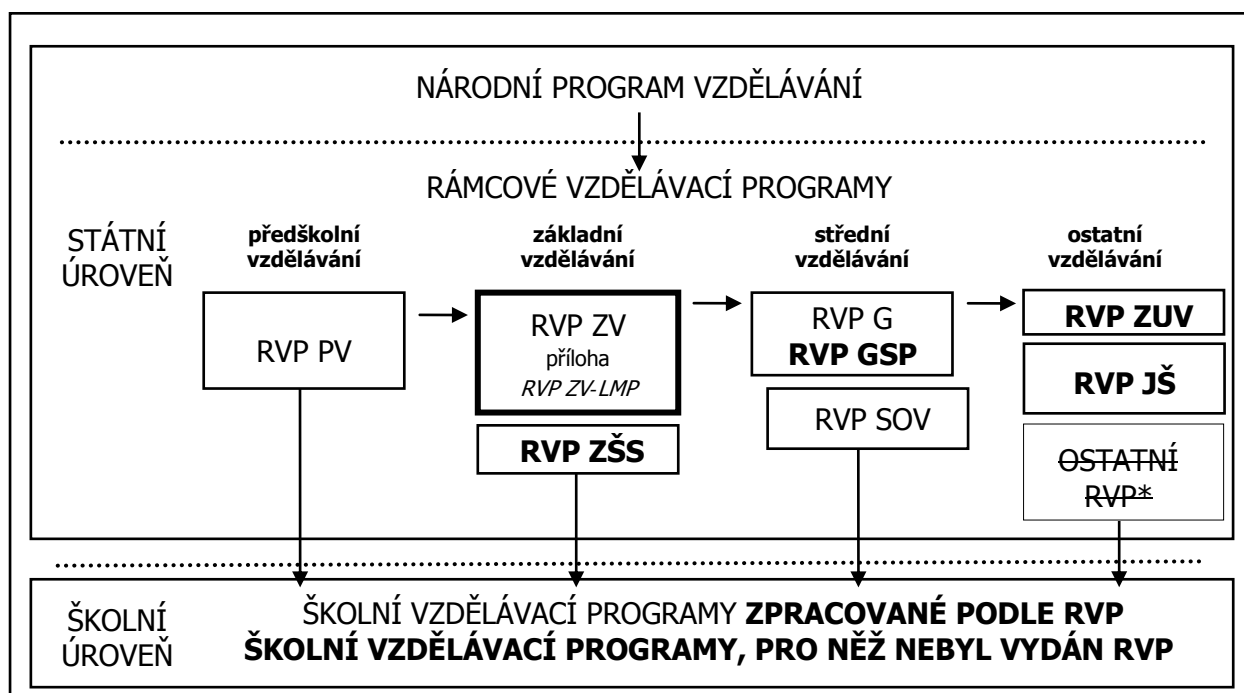 NÁRODNÍ PROGRAM VZDĚLÁVÁNÍ
RÁMCOVÉ VZDĚLÁVACÍ PROGRAMY
STÁTNÍ
ÚROVEŇ
předškolní
vzdělávání
základní
vzdělávání
střední
vzdělávání
ostatní
vzdělávání
RVP PV
RVP ZV
příloha
RVP ZV-LMP
RVP ZŠS
RVP G
RVP GSP
RVP SOV
RVP ZUV
RVP JŠ
OSTATNÍ
RVP*
ŠKOLNÍ
ÚROVEŇ
ŠKOLNÍ VZDĚLÁVACÍ PROGRAMY ZPRACOVANÉ PODLE RVP
ŠKOLNÍ VZDĚLÁVACÍ PROGRAMY, PRO NĚŽ NEBYL VYDÁN RVP